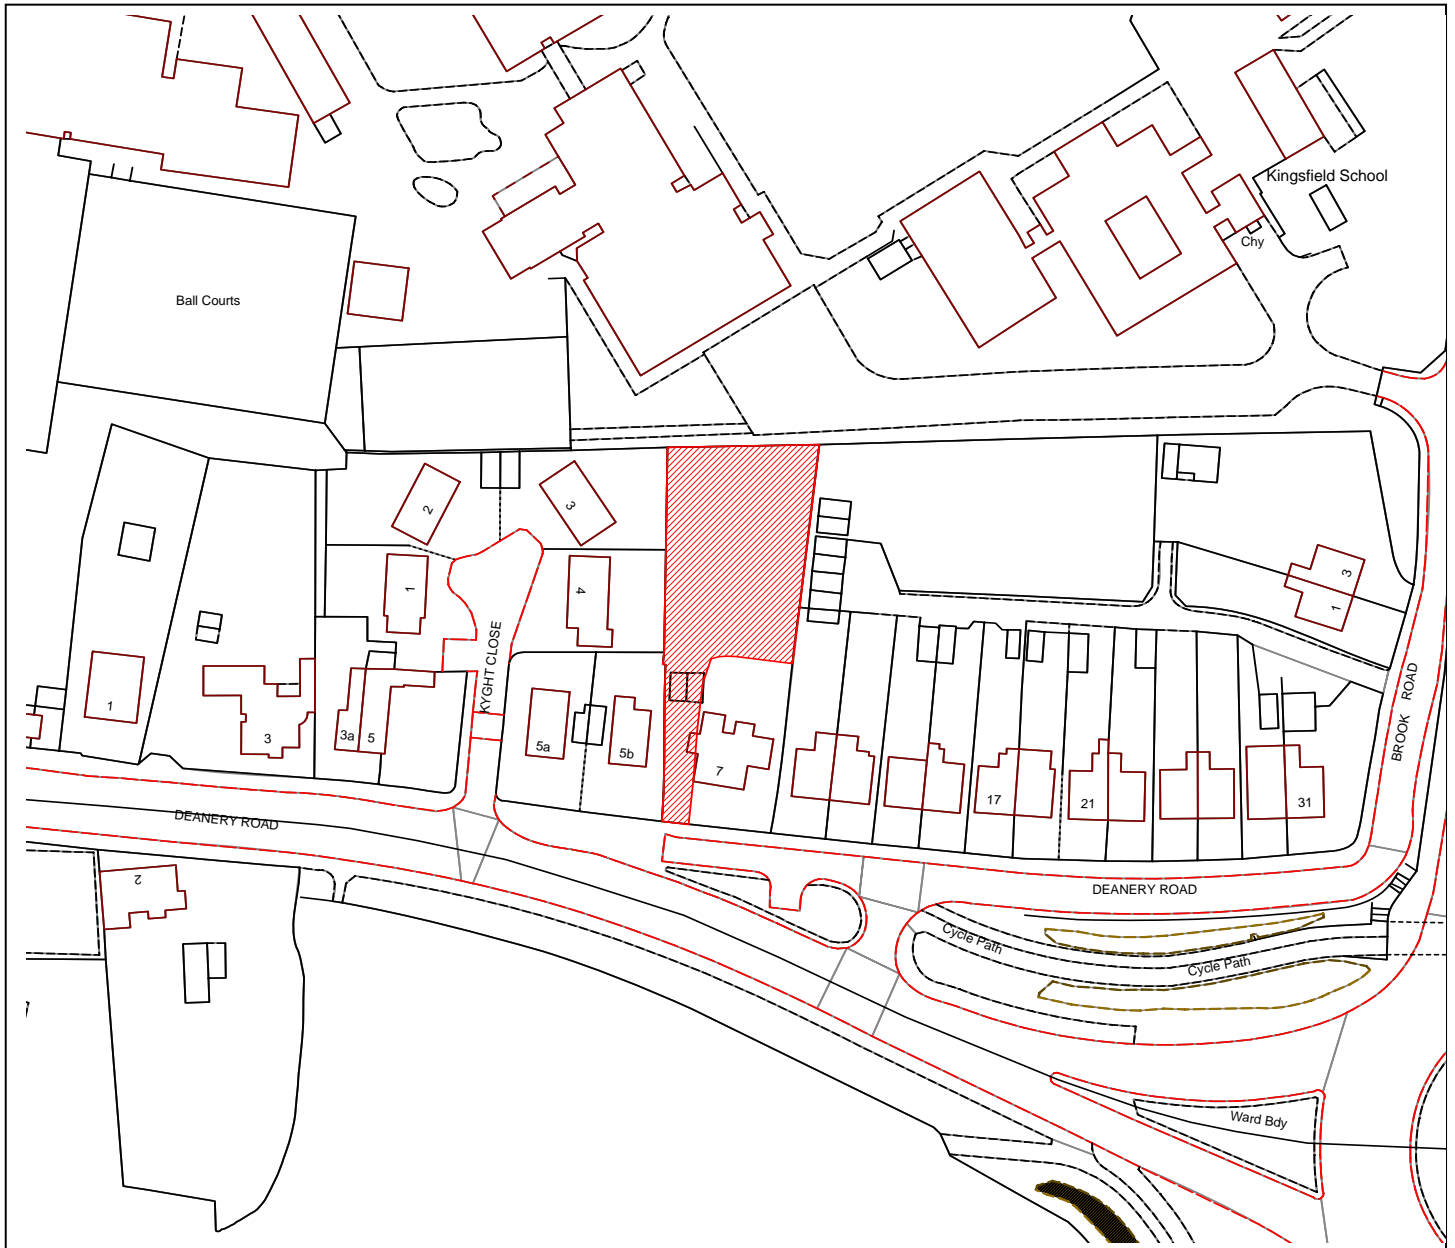 Kingsfield School
Chy
Ball Courts
2
3
1
4
KYGHT CLOSE
3
1
BROOK ROAD
1
3
3a
5
5a
5b
7
17
21
31
DEANERY ROAD
DEANERY ROAD
2
Cycle Path
Cycle Path
Ward Bdy